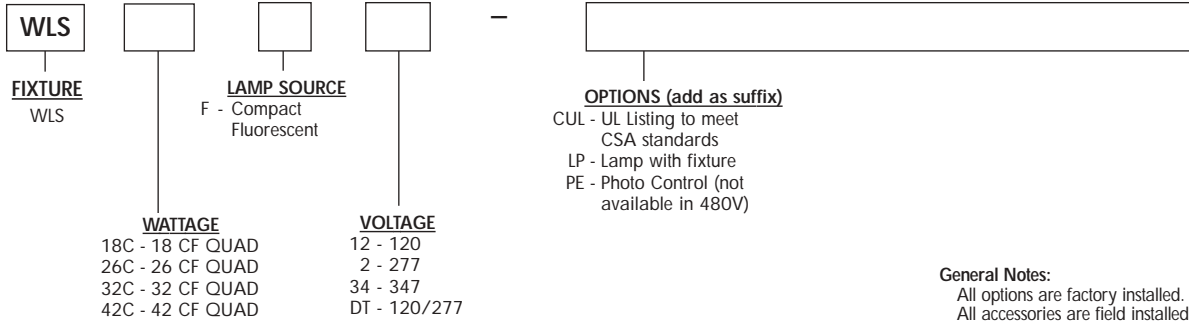 WLS
–
FIXTURE
WLS
LAMP SOURCE
F - Compact
Fluorescent
OPTIONS (add as suffix)
CUL - UL Listing to meet
CSA standards
LP - Lamp with fixture
PE - Photo Control (not
available in 480V)
WATTAGE
18C - 18 CF QUAD
26C - 26 CF QUAD
32C - 32 CF QUAD
42C - 42 CF QUAD
VOLTAGE
12 - 120
2 - 277
34 - 347
DT - 120/277
General Notes:
All options are factory installed.
All accessories are field installed